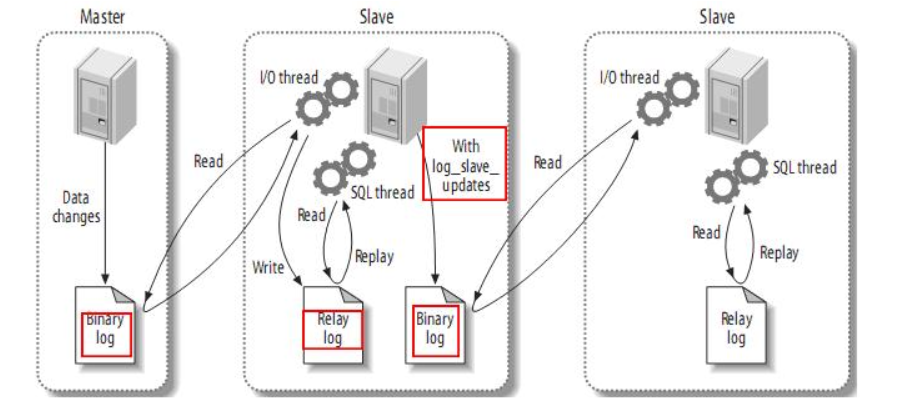 Master
Slave
Slave
I/O thread
I/O thread
With
log_slave_
updates
Read
Read
SQL thread
SQL thread
Data
changes
Read
Read
Replay
Replay
Write
Binary
log
Relay
log
Binary
log
Relay
log